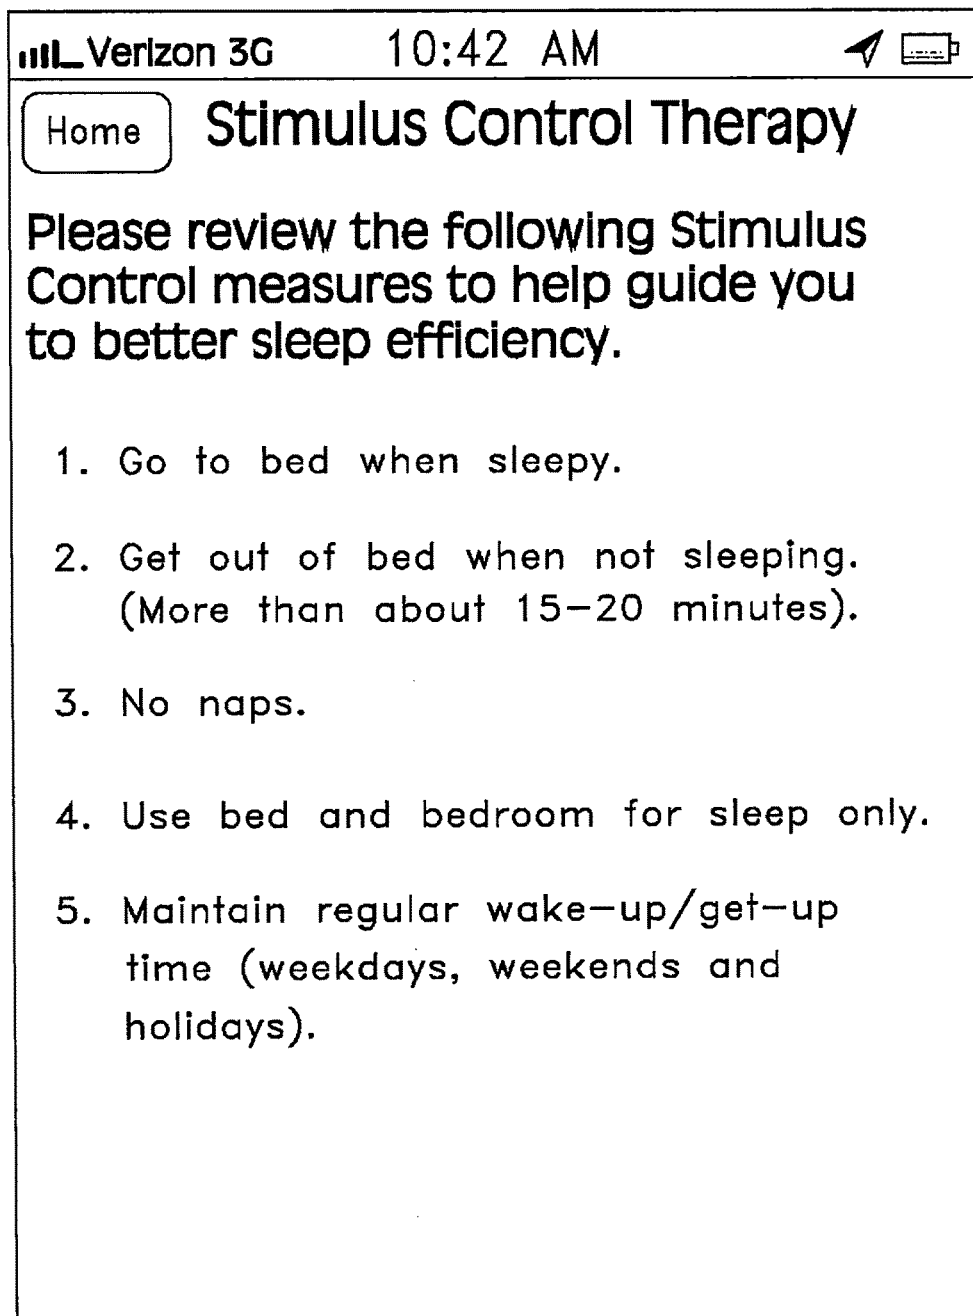 Verizon 3G 10:42 AM
Home Stimulus Control Therapy
Please review the following Stimulus
Control measures to help guide you
to better sleep efficiency.
1. Go to bed when sleepy.
2. Get out of bed when not sleeping.
(More than about 15-20 minutes).
3. No naps.
4. Use bed and bedroom for sleep only.
5. Maintain regular wake-up/get-up
time (weekdays, weekends and
holidays).